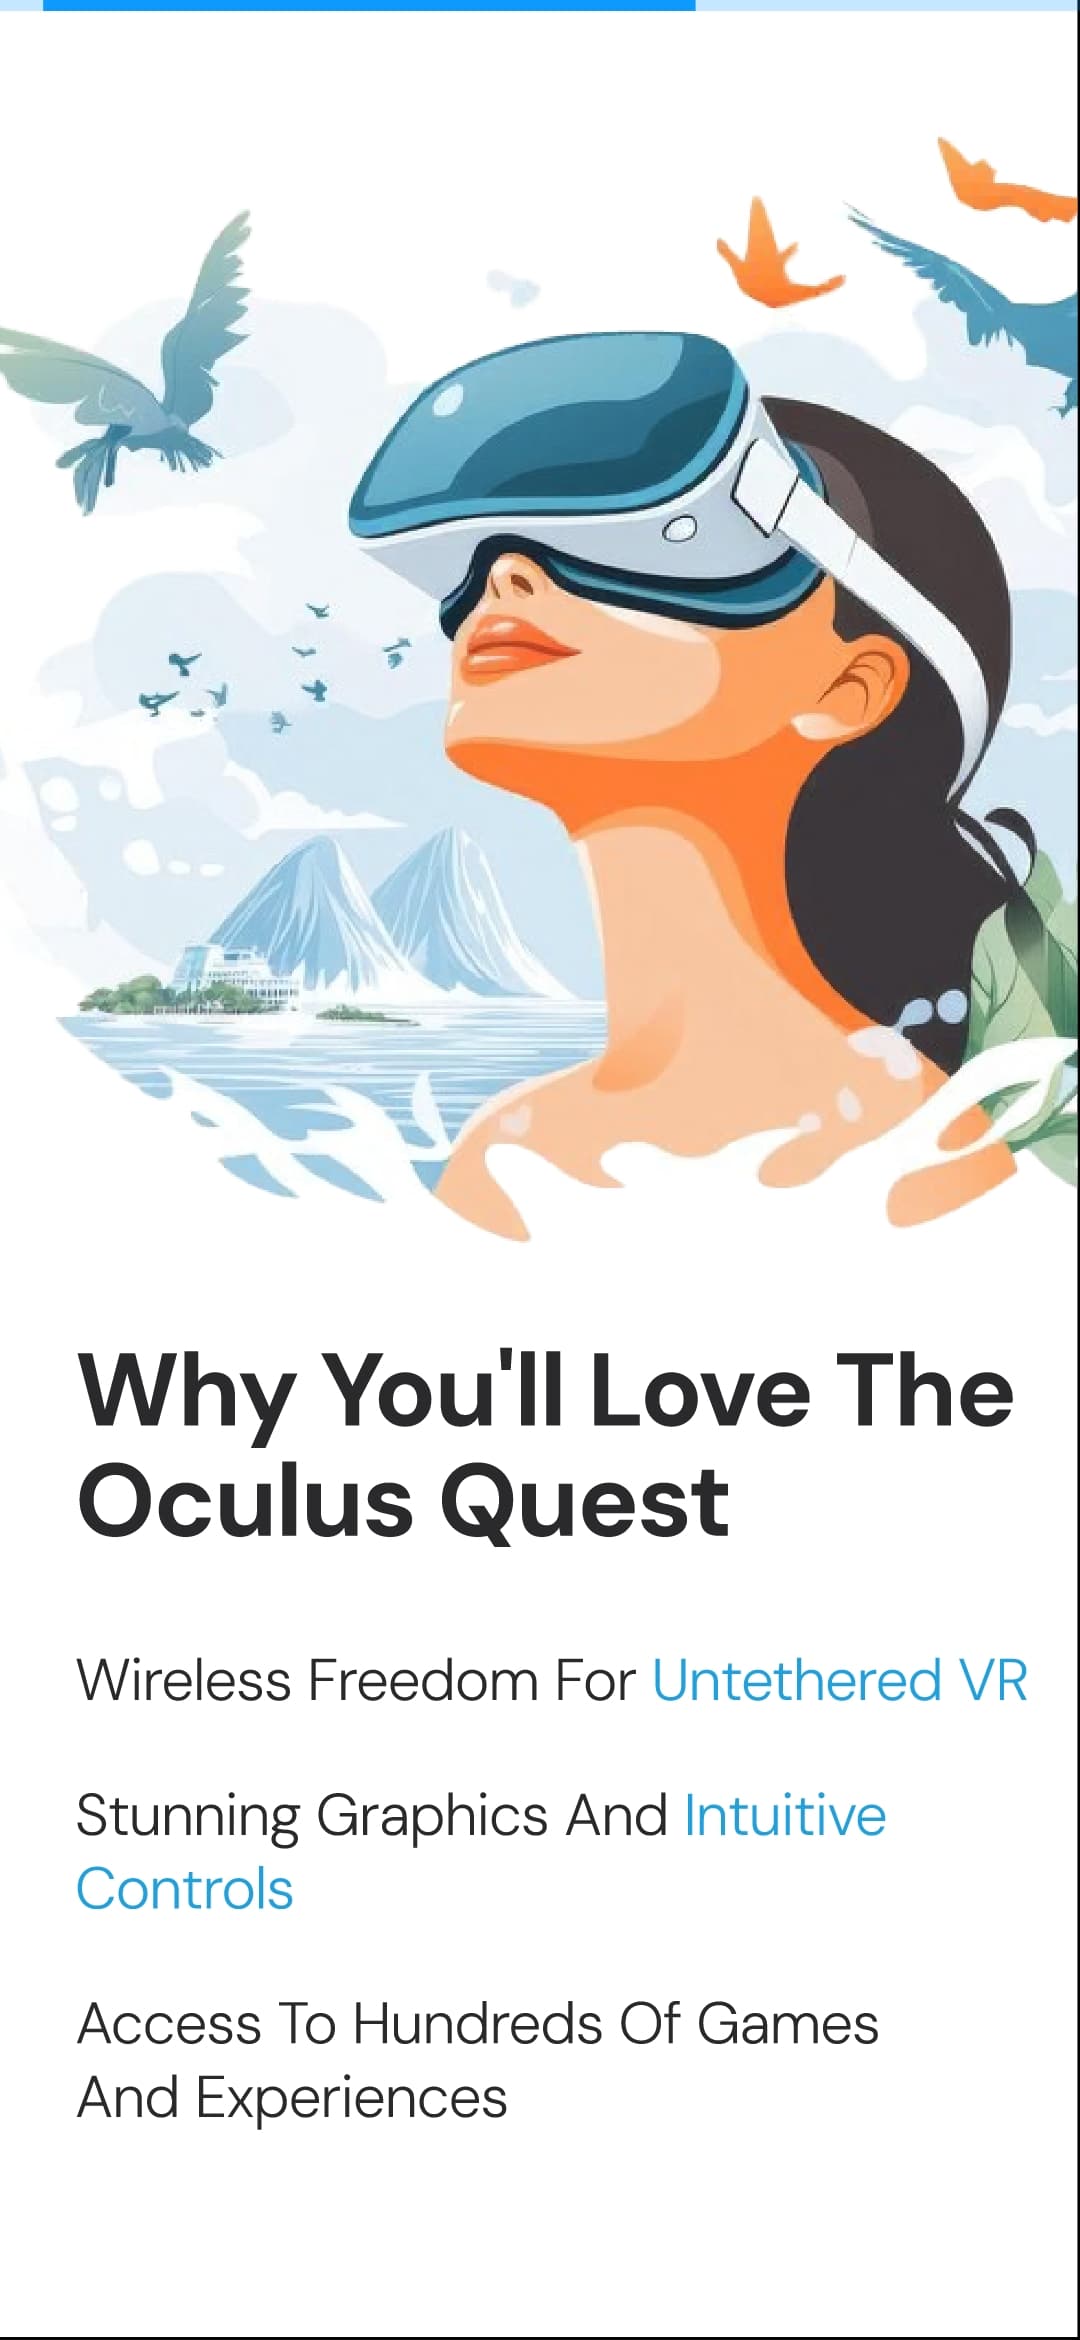 Why You'll Love The
Oculus Quest
Wireless Freedom For Untethered VR
Stunning Graphics And Intuitive
Controls
Access To Hundreds Of Games
And Experiences